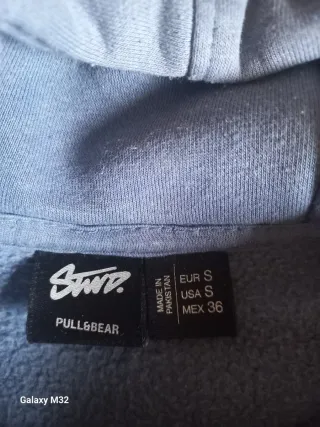 STWD.
PULL&BEAR
MADE IN
PAKISTAN
EUR S
USA S
MEX 36
Galaxy M32